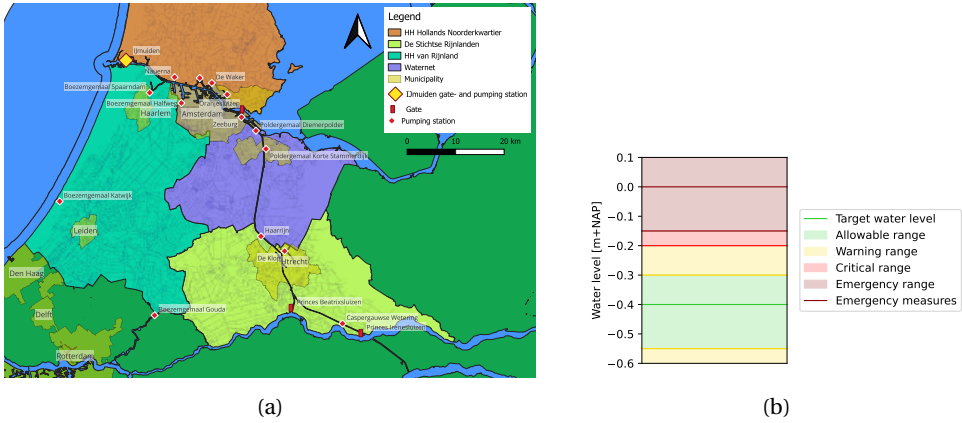 Legend
HH Hollands Noorderkwartier
De Stichtse Rijnlanden
HH van Rijnland
Waternet
Municipality
IJmuiden gate- and pumping station
Gate
Pumping station
0 10 20 km
IJmuiden
Nauerna
De Waker
Boezemgemaal Spaarndam
Boezemgemaal Halfweg
Oranjesluizen
Haarlem
Amsterdam
Zeeburg
Poldergemaal Diemerpolder
Poldergemaal Korte Stammerdijk
Boezemgemaal Katwijk
Leiden
Haarrijn
De Klop
Utrecht
Den Haag
Delft
Boezemgemaal Gouda
Princes Beatrixsluizen
Caspergauwse Wetering
Princes Irenesluizen
Rotterdam
(a)
0.1
0.0
−0.1
−0.2
−0.3
−0.4
−0.5
−0.6
Water level [m+NAP]
Target water level
Allowable range
Warning range
Critical range
Emergency range
Emergency measures
(b)